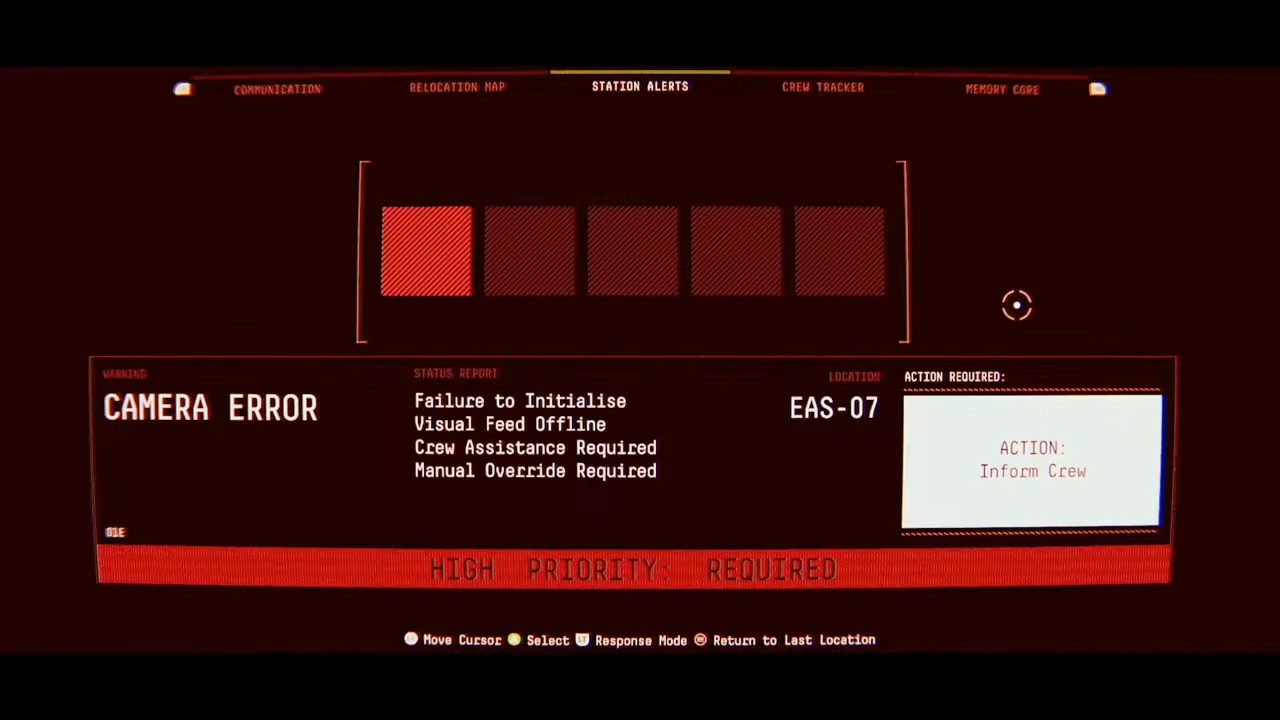 COMMUNICATION
RELOCATION MAP
STATION ALERTS
CREW TRACKER
MEMORY CORE
WARNING
CAMERA ERROR
STATUS REPORT
Failure to Initialise
Visual Feed Offline
Crew Assistance Required
Manual Override Required
LOCATION
EAS-07
ACTION REQUIRED:
ACTION:
Inform Crew
01E
HIGH PRIORITY: REQUIRED
Move Cursor A Select LT Response Mode Return to Last Location